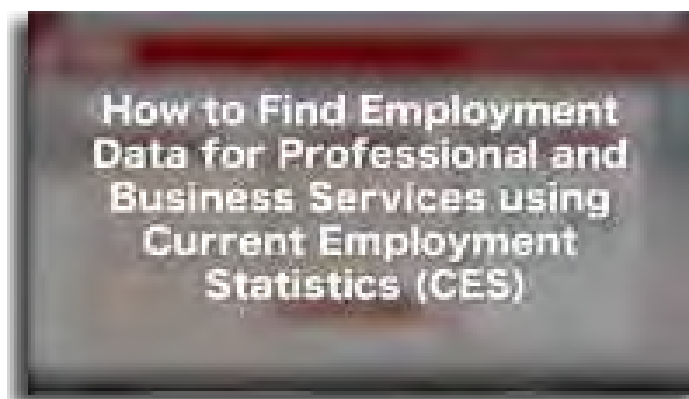 How to Find Employment
Data for Professional and
Business Services using
Current Employment
Statistics (CES)